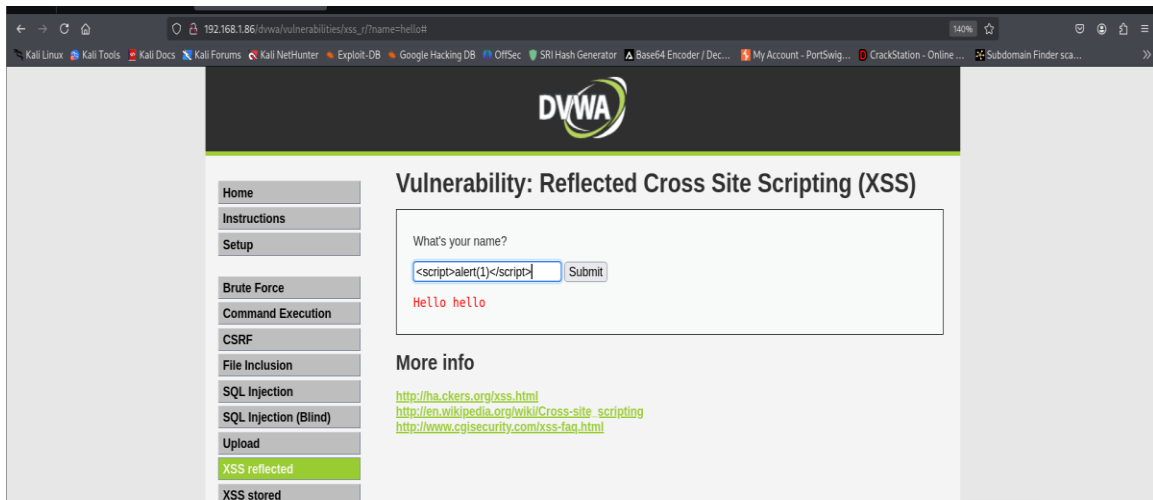 192.168.1.86/dvwa/vulnerabilities/xss_r/?name=hello#
140%
Kali Linux Kali Tools Kali Docs Kali Forums Kali NetHunter Exploit-DB Google Hacking DB OffSec SRI Hash Generator Base64 Encoder / Dec... My Account - PortSwig... CrackStation - Online ... Subdomain Finder sca...
DVWA
Vulnerability: Reflected Cross Site Scripting (XSS)
Home
Instructions
Setup
Brute Force
Command Execution
CSRF
File Inclusion
SQL Injection
SQL Injection (Blind)
Upload
XSS reflected
XSS stored
What's your name?
<script>alert(1)</script> Submit
Hello hello
More info
http://ha.ckers.org/xss.html
http://en.wikipedia.org/wiki/Cross-site_scripting
http://www.cgisecurity.com/xss-faq.html